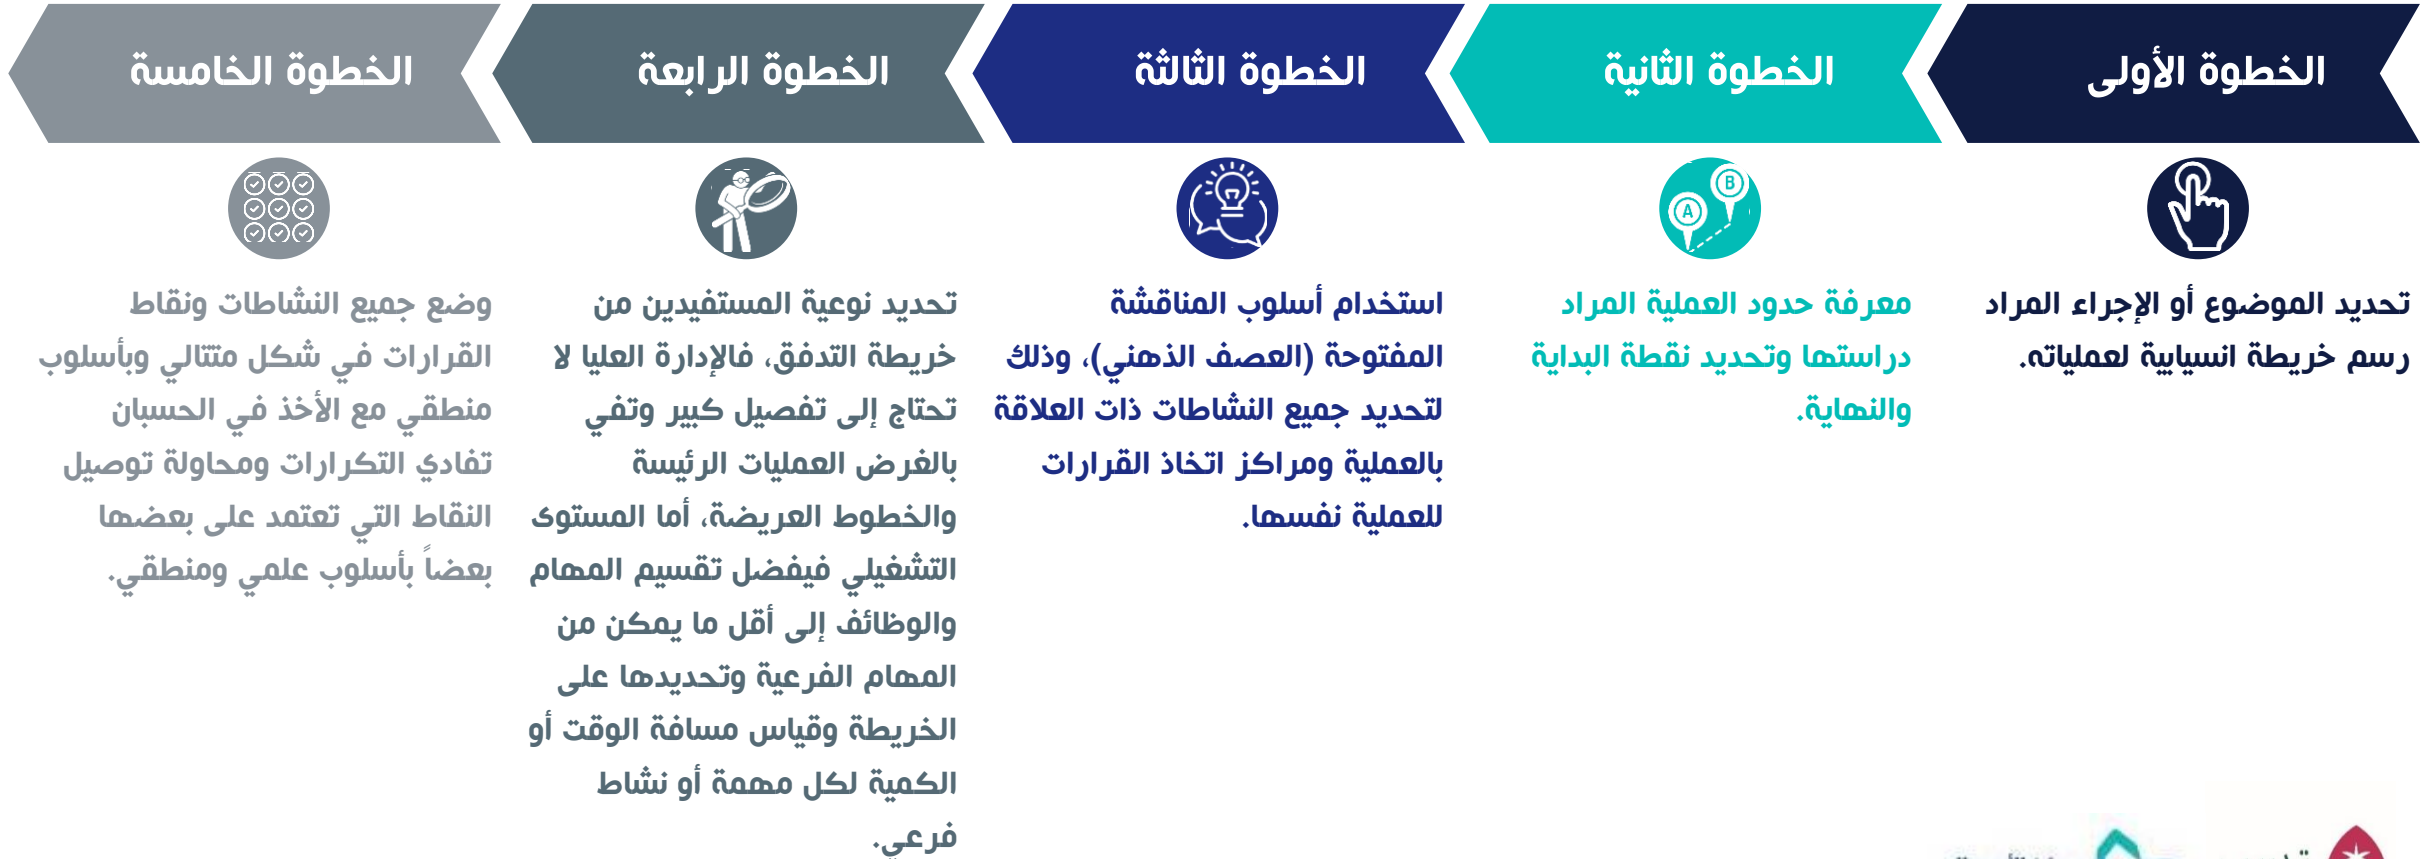 الخطوة الأولى
تحديد الموضوع أو الإجراء المراد
رسم خريطة انسيابية لعملياته.
الخطوة الثانية
B
A
معرفة حدود العملية المراد
دراستها وتحديد نقطة البداية
والنهاية.
الخطوة الثالثة
استخدام أسلوب المناقشة
المفتوحة (العصف الذهني)، وذلك
لتحديد جميع النشاطات ذات العلاقة
بالعملية ومراكز اتخاذ القرارات
للعملية نفسها.
الخطوة الرابعة
تحديد نوعية المستفيدين من
خريطة التدفق، فالإدارة العليا لا
تحتاج إلى تفصيل كبير وتفي
بالغرض العمليات الرئيسة
والخطوط العريضة، أما المستوى
التشغيلي فيفضل تقسيم المهام
والوظائف إلى أقل ما يمكن من
المهام الفرعية وتحديدها على
الخريطة وقياس مسافة الوقت أو
الكمية لكل مهمة أو نشاط
فرعي.
الخطوة الخامسة
وضع جميع النشاطات ونقاط
القرارات في شكل متتالي وبأسلوب
منطقي مع الأخذ في الحسبان
تفادي التكرارات ومحاولة توصيل
النقاط التي تعتمد على بعضها
بعضاً بأسلوب علمي ومنطقي.